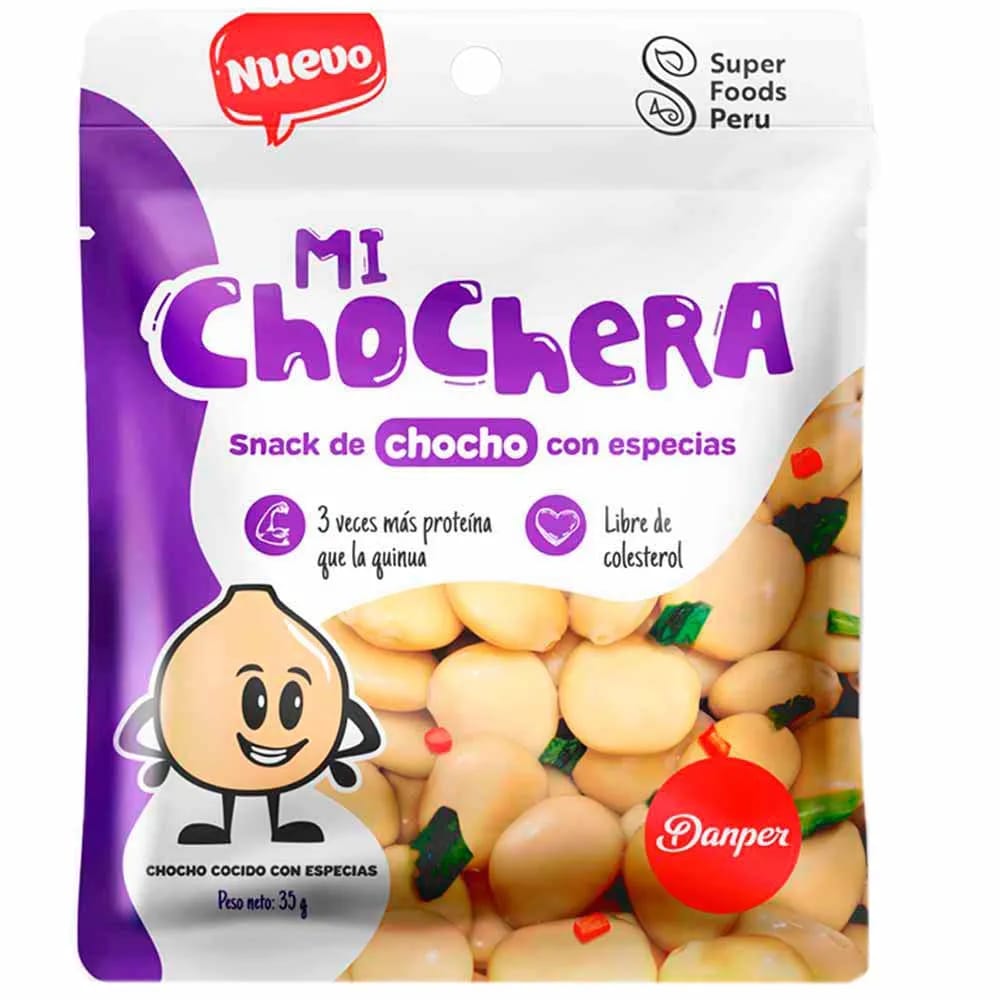 Nuevo
Super
Foods
Peru
MI
CHOCHERA
Snack de chocho con especias
3 veces más proteína
que la quinua
Libre de
colesterol
Danper
CHOCHO COCIDO CON ESPECIAS
Peso neto: 35 g